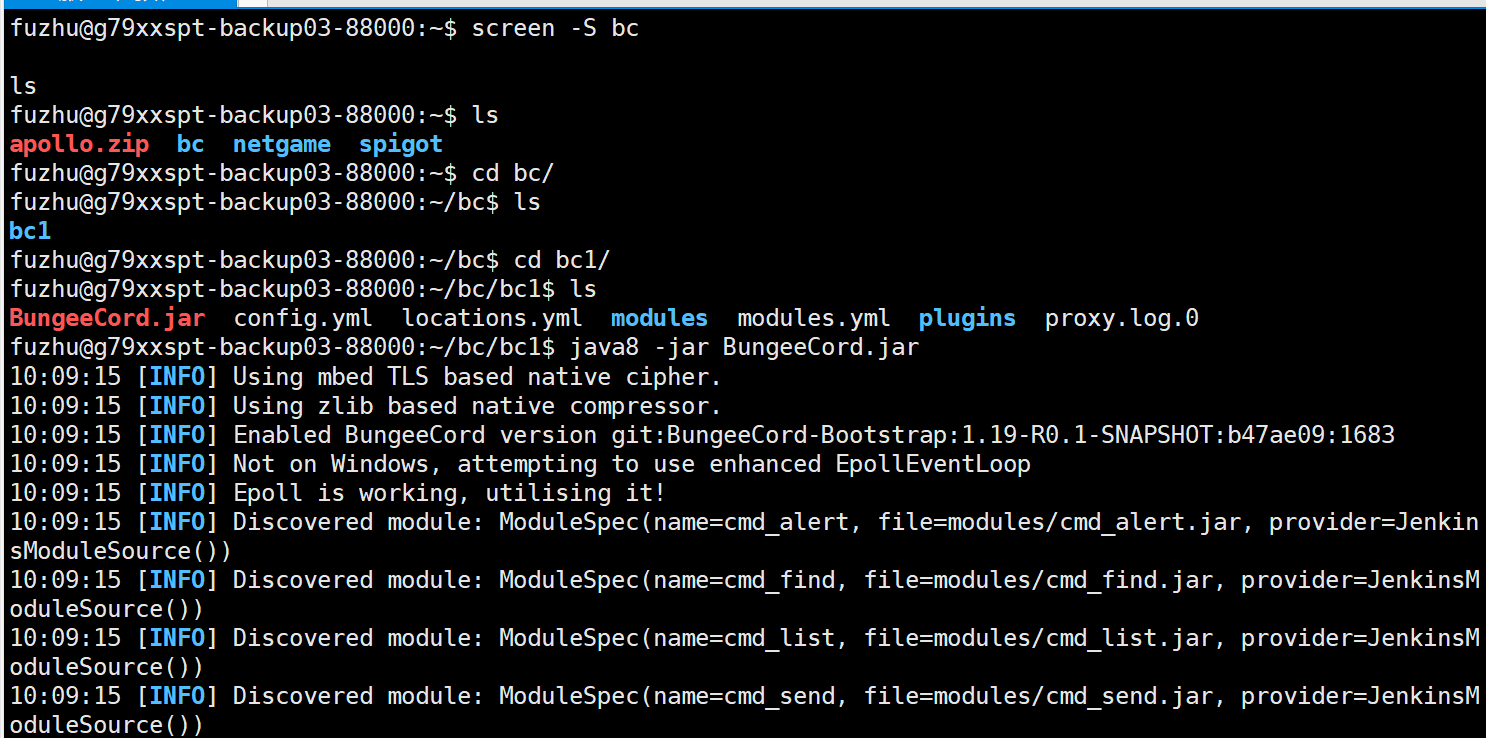 fuzhu@g79xxspt-backup03-88000:~$ screen -S bc
ls
fuzhu@g79xxspt-backup03-88000:~$ ls
apollo.zip  bc  netgame  spigot
fuzhu@g79xxspt-backup03-88000:~$ cd bc/
fuzhu@g79xxspt-backup03-88000:~/bc$ ls
bc1
fuzhu@g79xxspt-backup03-88000:~/bc$ cd bc1/
fuzhu@g79xxspt-backup03-88000:~/bc/bc1$ ls
BungeeCord.jar  config.yml  locations.yml  modules  modules.yml  plugins  proxy.log.0
fuzhu@g79xxspt-backup03-88000:~/bc/bc1$ java8 -jar BungeeCord.jar
10:09:15 [INFO] Using mbed TLS based native cipher.
10:09:15 [INFO] Using zlib based native compressor.
10:09:15 [INFO] Enabled BungeeCord version git:BungeeCord-Bootstrap:1.19-R0.1-SNAPSHOT:b47ae09:1683
10:09:15 [INFO] Not on Windows, attempting to use enhanced EpollEventLoop
10:09:15 [INFO] Epoll is working, utilising it!
10:09:15 [INFO] Discovered module: ModuleSpec(name=cmd_alert, file=modules/cmd_alert.jar, provider=Jenkin
sModuleSource())
10:09:15 [INFO] Discovered module: ModuleSpec(name=cmd_find, file=modules/cmd_find.jar, provider=JenkinsM
oduleSource())
10:09:15 [INFO] Discovered module: ModuleSpec(name=cmd_list, file=modules/cmd_list.jar, provider=JenkinsM
oduleSource())
10:09:15 [INFO] Discovered module: ModuleSpec(name=cmd_send, file=modules/cmd_send.jar, provider=JenkinsM
oduleSource())